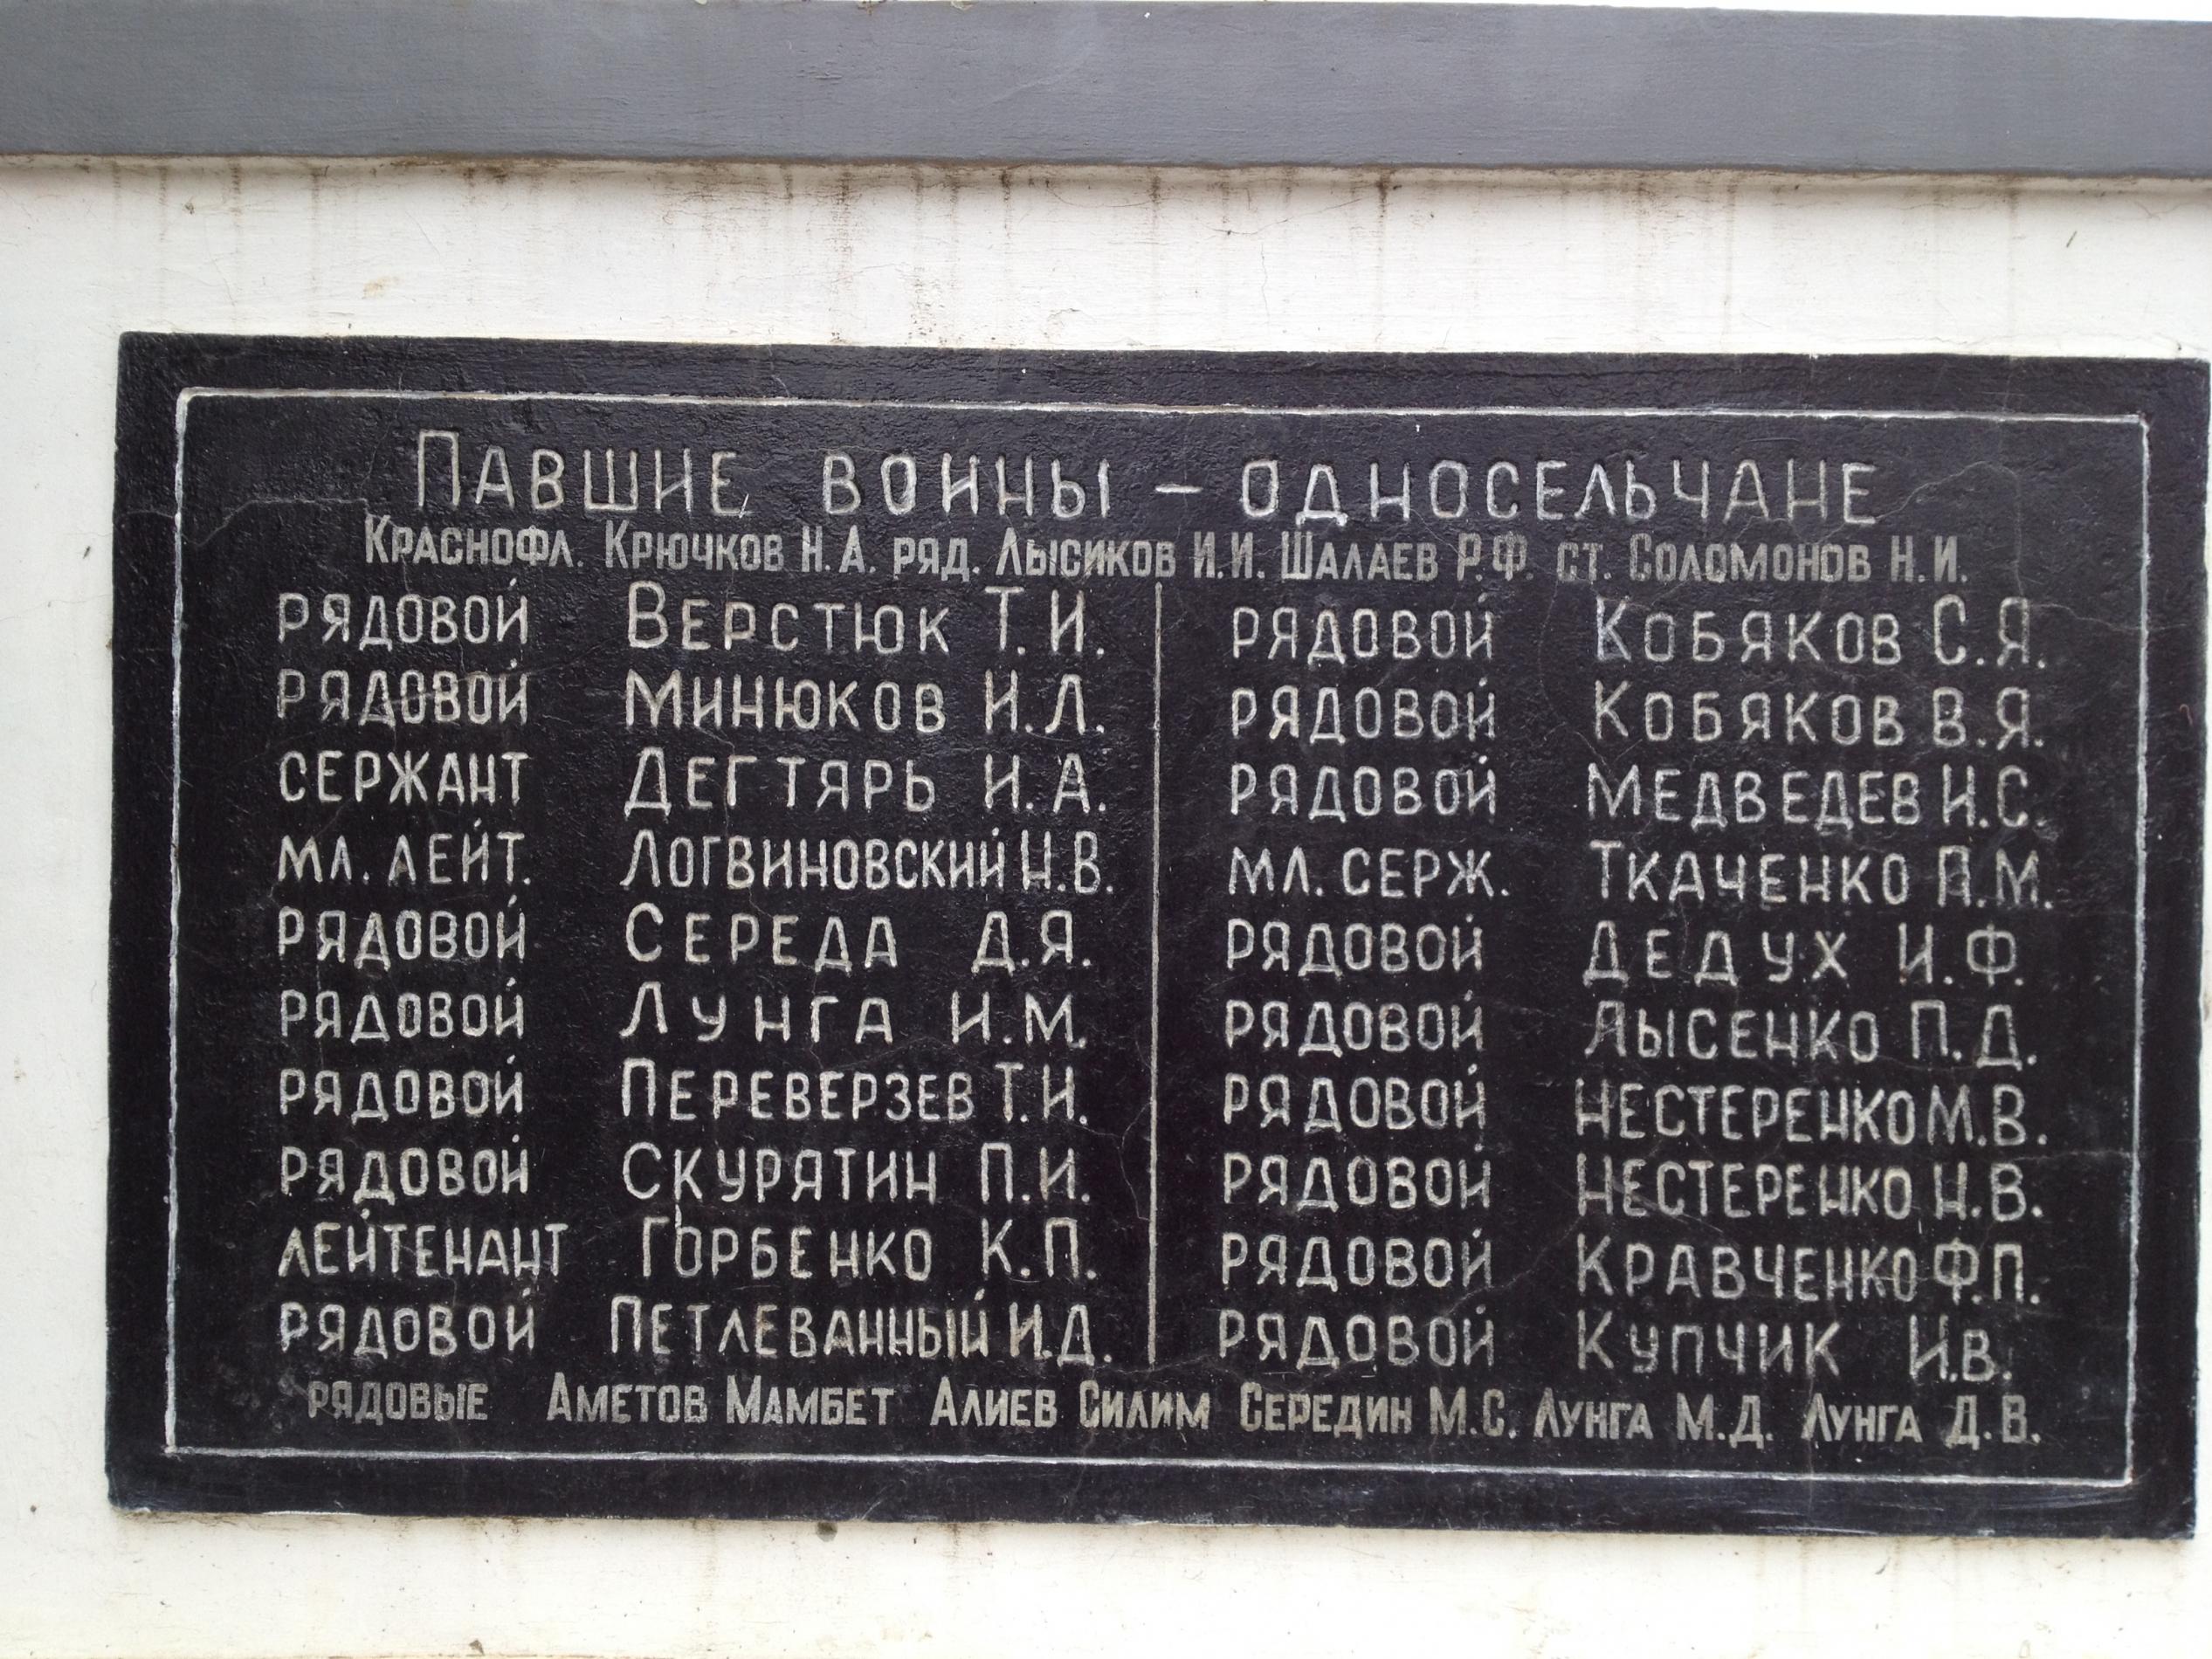 ПАВШИЕ ВОИНЫ – ОДНОСЕЛЬЧАНЕ
КРАСНОФЛ. КРЮЧКОВ Н.А. РЯД. ЛЫСИКОВ И.И. ШАЛАЕВ Р.Ф. СТ. СОЛОМОНОВ Н.И.
РЯДОВОЙ ВЕРСТЮК Т.И.
РЯДОВОЙ МИНЮКОВ И.Л.
СЕРЖАНТ ДЕГТЯРЬ И.А.
МЛ. ЛЕЙТ. ЛОГВИНОВСКИЙ Н.В.
РЯДОВОЙ СЕРЕДА Д.Я.
РЯДОВОЙ ЛУНГА И.М.
РЯДОВОЙ ПЕРЕВЕРЗЕВ Т.И.
РЯДОВОЙ СКУРЯТИН П.И.
ЛЕЙТЕНАНТ ГОРБЕНКО К.П.
РЯДОВОЙ ПЕТЛЕВАННЫЙ И.Д.
РЯДОВОЙ КОБЯКОВ С.Я.
РЯДОВОЙ КОБЯКОВ В.Я.
РЯДОВОЙ МЕДВЕДЕВ И.С.
МЛ. СЕРЖ. ТКАЧЕНКО М.
РЯДОВОЙ ДЕДУХ И.Ф.
РЯДОВОЙ ЛЫСЕНКО П.Д.
РЯДОВОЙ НЕСТЕРЕНКО М.В.
РЯДОВОЙ НЕСТЕРЕНКО Н.В.
РЯДОВОЙ КРАВЧЕНКО Ф.П.
РЯДОВОЙ КУПЧИК И.В.
РЯДОВЫЕ АМЕТОВ МАМБЕТ АЛИЕВ СИЛИМ СЕРЕДИН М.С. ЛУНГА М.Д. ЛУНГА Д.В.